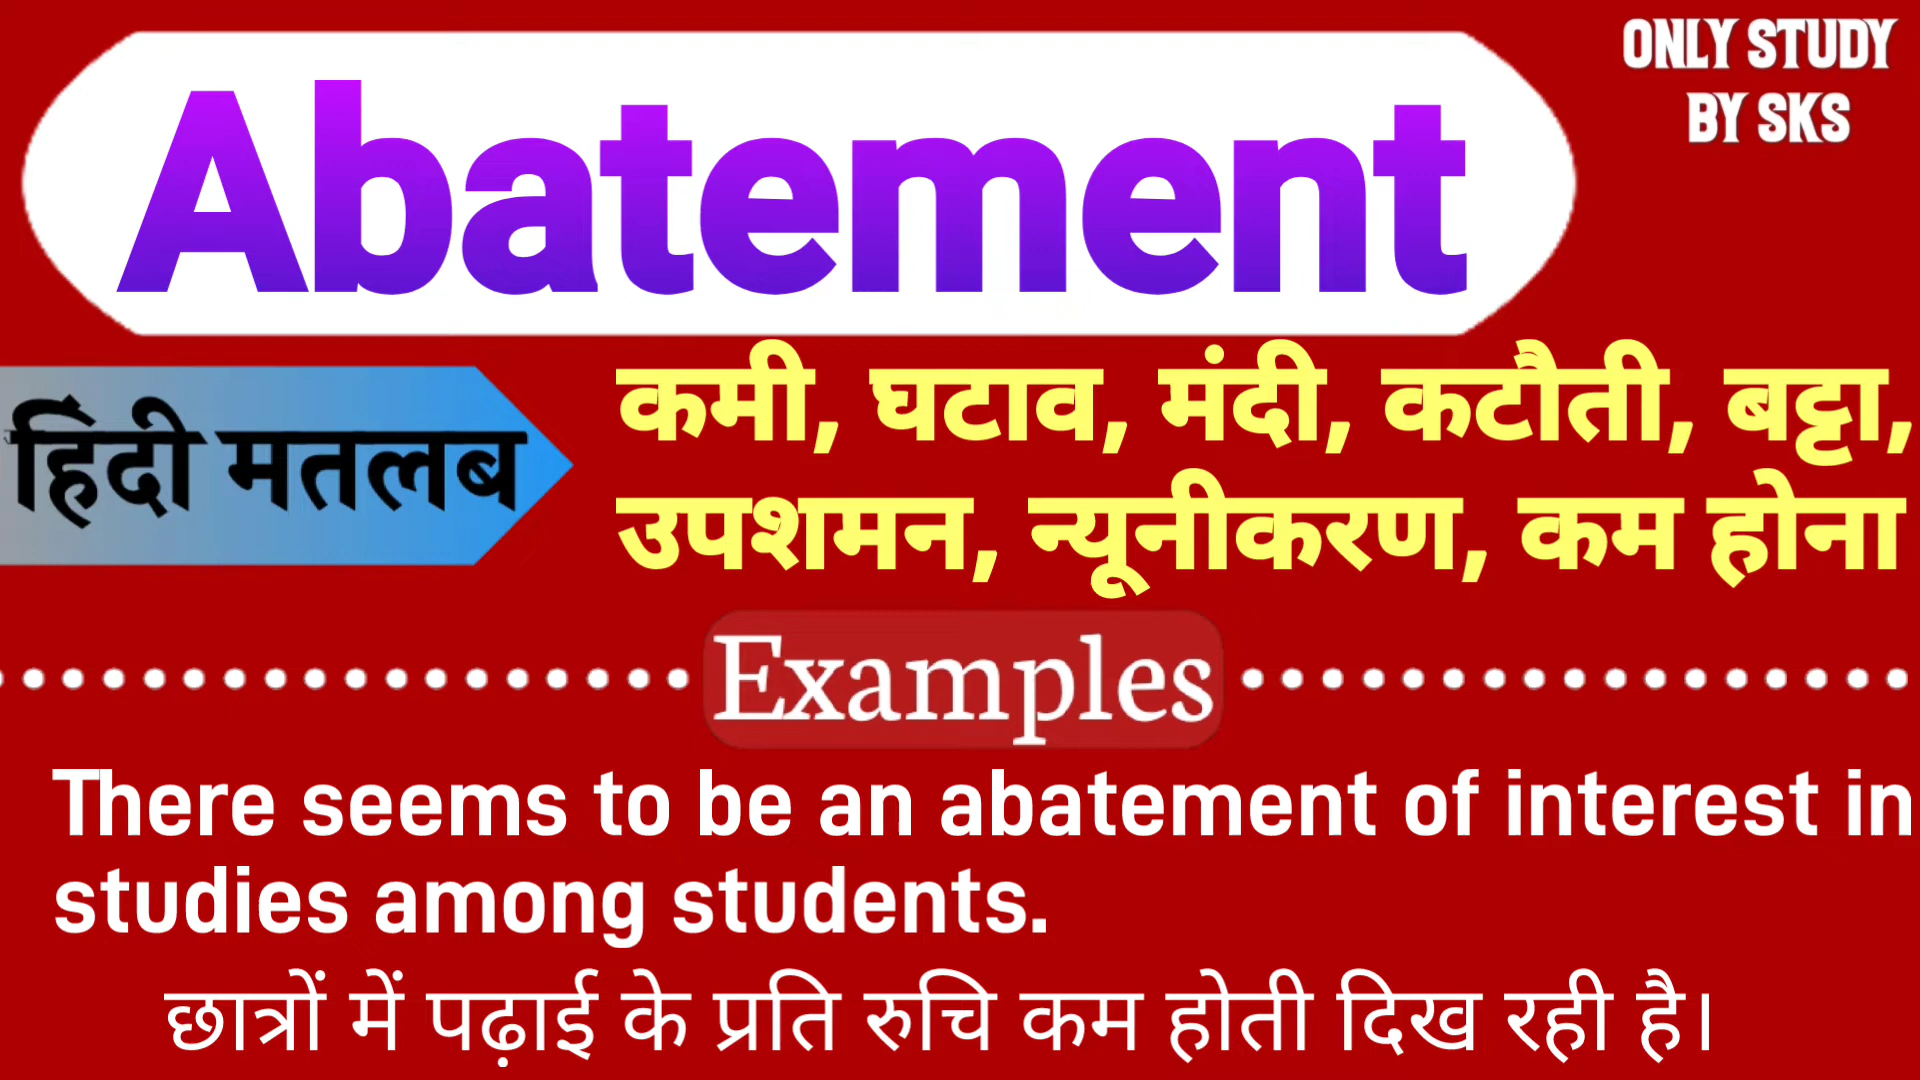 ONLY STUDY
BY SKS
Abatement
हिंदी मतलब
कमी, घटाव, मंदी, कटौती, बट्टा,
उपशमन, न्यूनीकरण, कम होना
Examples
There seems to be an abatement of interest in
studies among students.
छात्रों में पढ़ाई के प्रति रुचि कम होती दिख रही है।